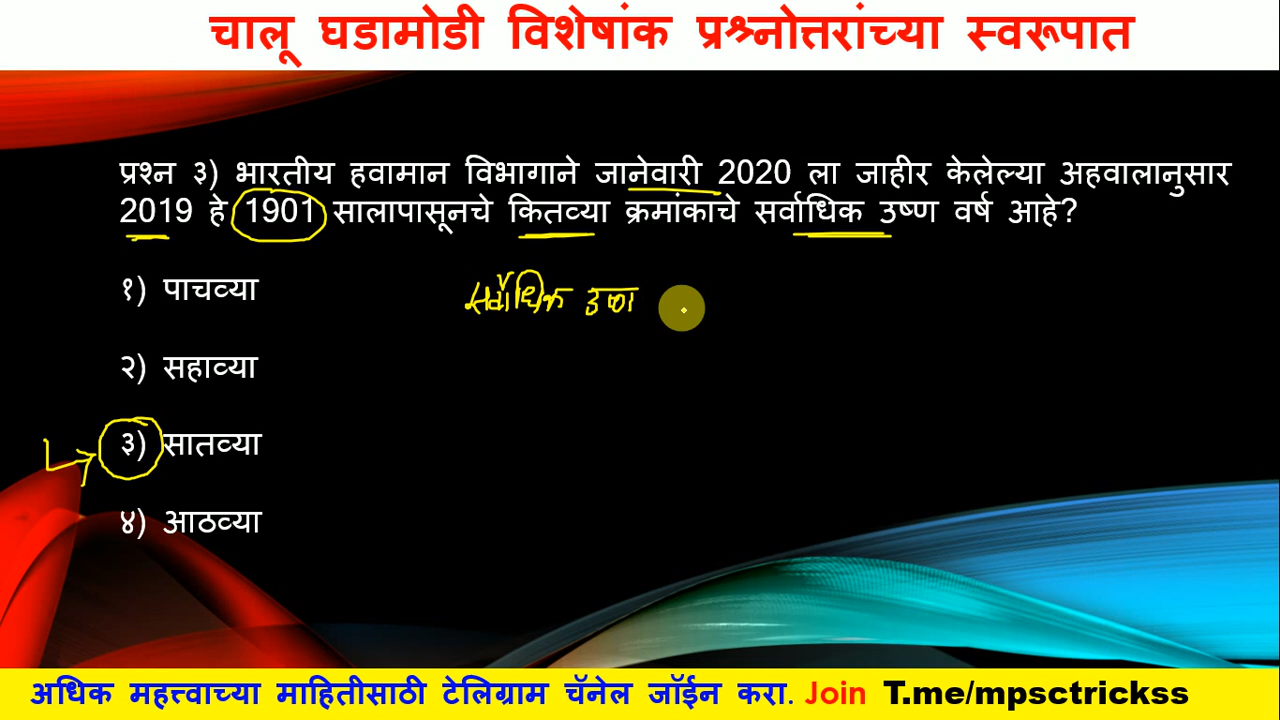 चालू घडामोडी विशेषांक प्रश्नोत्तरांच्या स्वरूपात
प्रश्न ३) भारतीय हवामान विभागाने जानेवारी 2020 ला जाहीर केलेल्या अहवालानुसार
2019 हे 1901 सालापासूनचे कितव्या क्रमांकाचे सर्वाधिक उष्ण वर्ष आहे?
१) पाचव्या
सर्वाधिक उष्ण
२) सहाव्या
३) सातव्या
४) आठव्या
अधिक महत्त्वाच्या माहितीसाठी टेलिग्राम चॅनेल जॉईन करा. Join T.me/mpsctrickss